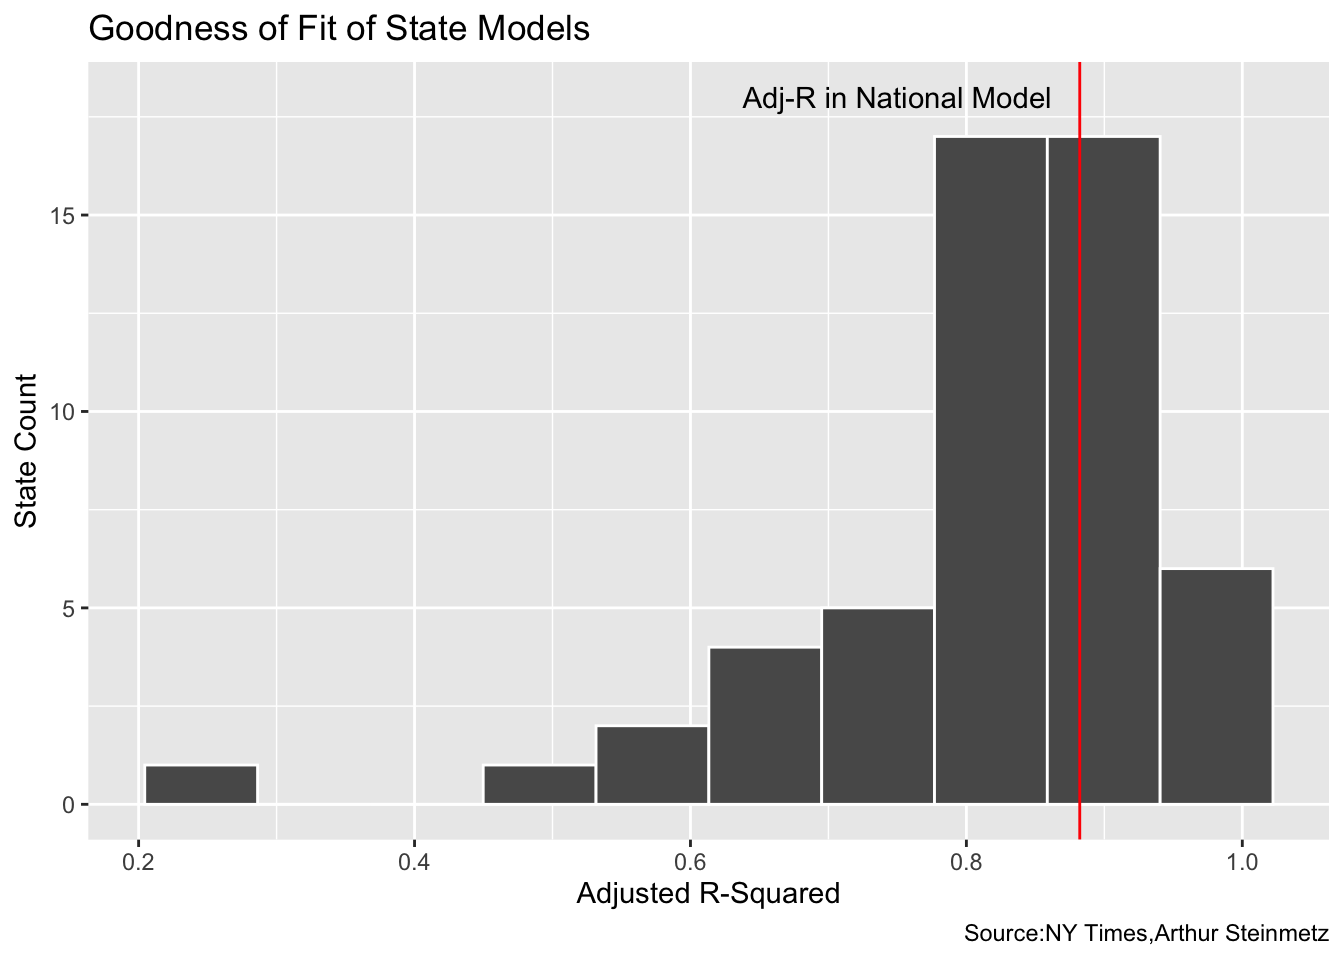 Goodness of Fit of State Models
Adj-R in National Model
State Count
15
10
5
0
0.2
0.4
0.6
0.8
1.0
Adjusted R-Squared
Source:NY Times,Arthur Steinmetz